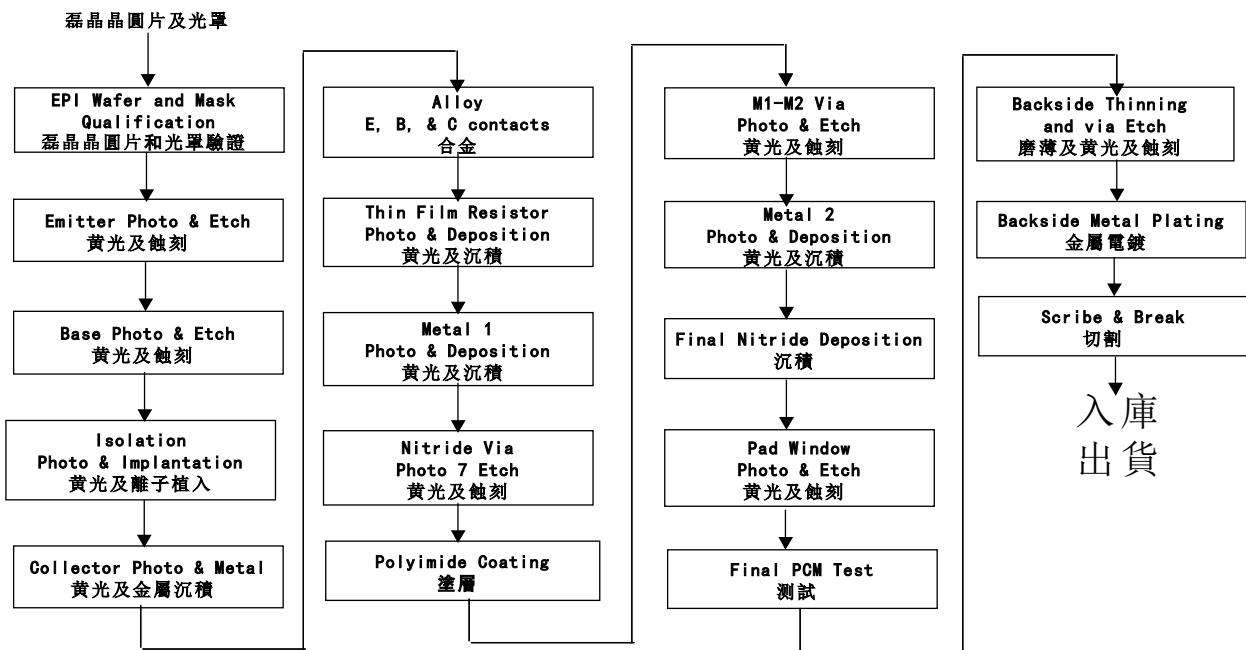 磊晶晶圓片及光罩
EPI Wafer and Mask
Qualification
磊晶晶圓片和光罩驗證
Emitter Photo & Etch
黃光及蝕刻
Base Photo & Etch
黃光及蝕刻
Isolation
Photo & Implantation
黃光及離子植入
Collector Photo & Metal
黃光及金屬沉積
Alloy
E, B, & C contacts
合金
Thin Film Resistor
Photo & Deposition
黃光及沉積
Metal 1
Photo & Deposition
黃光及沉積
Nitride Via
Photo 7 Etch
黃光及蝕刻
Polyimide Coating
塗層
M1-M2 Via
Photo & Etch
黃光及蝕刻
Metal 2
Photo & Deposition
黃光及沉積
Final Nitride Deposition
沉積
Pad Window
Photo & Etch
黃光及蝕刻
Final PCM Test
測試
Backside Thinning
and via Etch
磨薄及黃光及蝕刻
Backside Metal Plating
金屬電鍍
Scribe & Break
切割
入庫
出貨